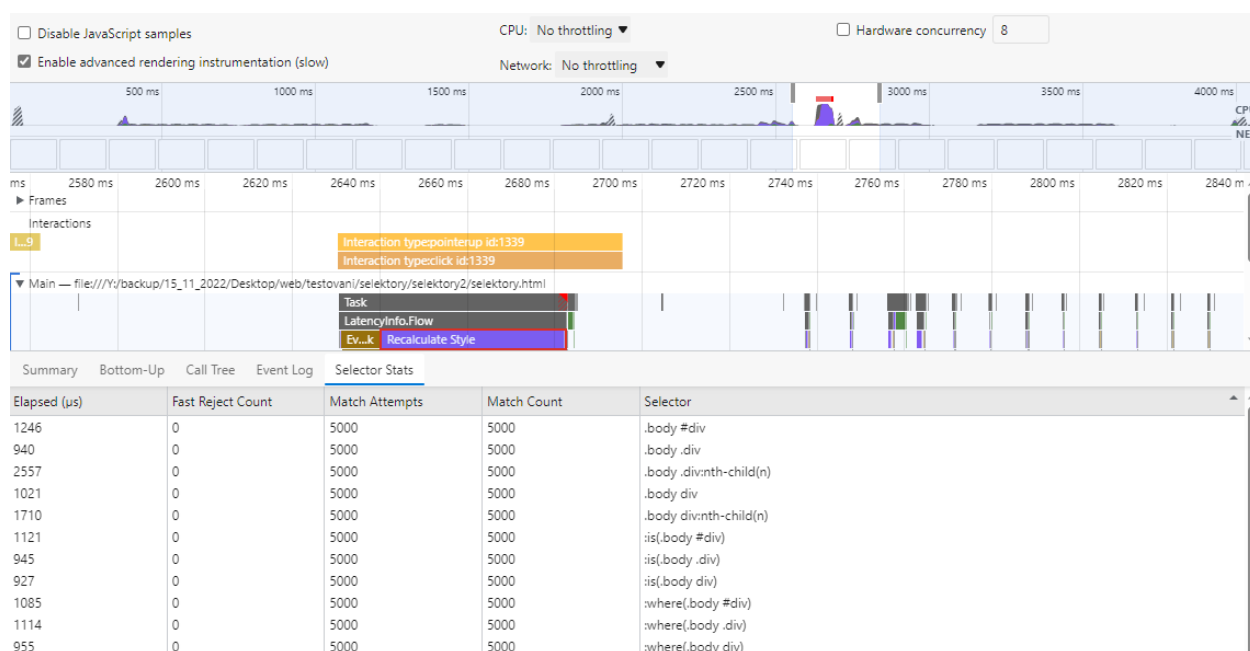 Disable JavaScript samples CPU: No throttling ▼ Hardware concurrency 8
Enable advanced rendering instrumentation (slow) Network: No throttling ▼
500 ms 1000 ms 1500 ms 2000 ms 2500 ms 3000 ms 3500 ms 4000 ms
CPU
NE
ms 2580 ms 2600 ms 2620 ms 2640 ms 2660 ms 2680 ms 2700 ms 2720 ms 2740 ms 2760 ms 2780 ms 2800 ms 2820 ms 2840 m
▶ Frames
Interactions
I...9 Interaction type:pointerup id:1339
Interaction type:click id:1339
▼ Main — file:///Y:/backup/15_11_2022/Desktop/web/testovani/selektory/selektory2/selektory.html
Task
LatencyInfo.Flow
Ev...k Recalculate Style
Summary Bottom-Up Call Tree Event Log Selector Stats
Elapsed (µs) Fast Reject Count Match Attempts Match Count Selector
1246 0 5000 5000 .body #div
940 0 5000 5000 .body .div
2557 0 5000 5000 .body .div:nth-child(n)
1021 0 5000 5000 .body div
1710 0 5000 5000 .body div:nth-child(n)
1121 0 5000 5000 :is(.body #div)
945 0 5000 5000 :is(.body .div)
927 0 5000 5000 :is(.body div)
1085 0 5000 5000 :where(.body #div)
1114 0 5000 5000 :where(.body .div)
955 0 5000 5000 :where(.body div)